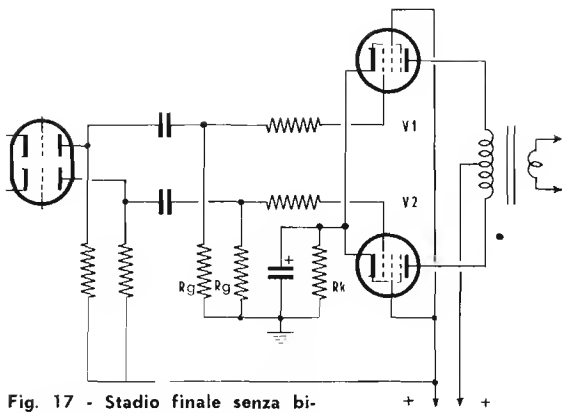 V1
V2
Rg Rg + Rk
Fig. 17 - Stadio finale senza bi-
+ +